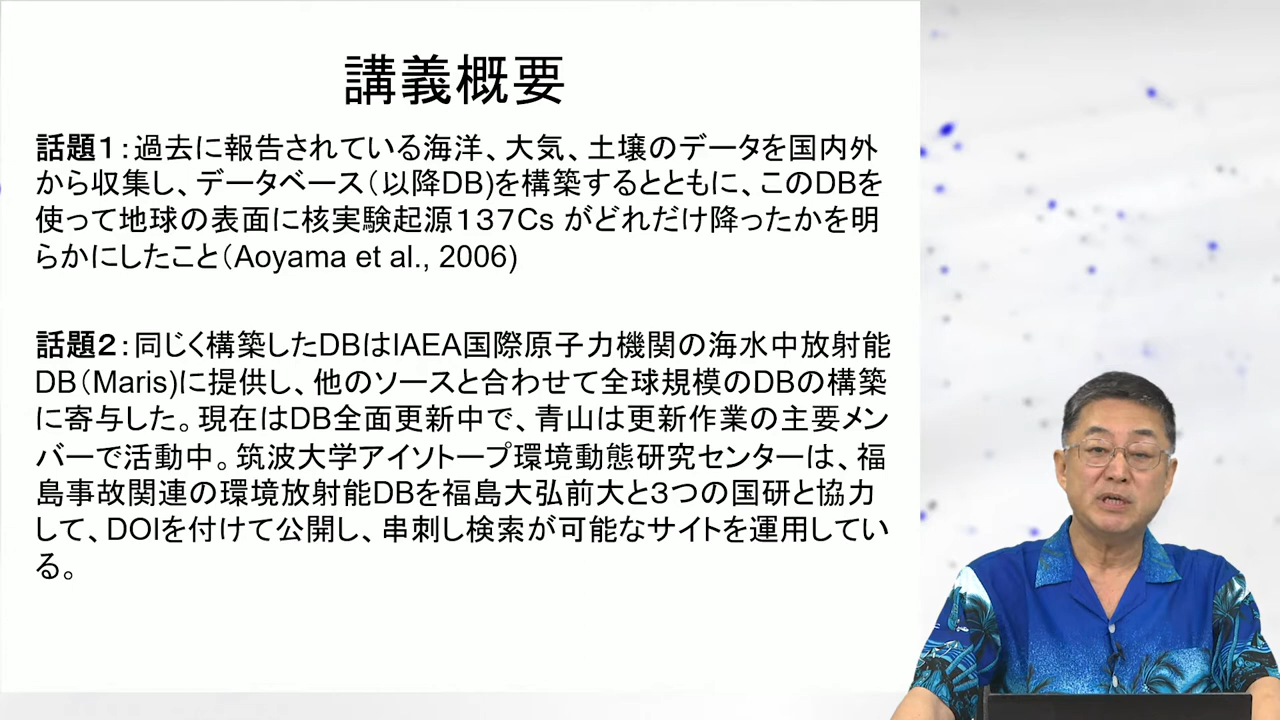 講義概要
話題１：過去に報告されている海洋、大気、土壌のデータを国内外
から収集し、データベース（以降DB)を構築するとともに、このDBを
使って地球の表面に核実験起源１３７Cs がどれだけ降ったかを明
らかにしたこと（Aoyama et al., 2006)
話題２：同じく構築したDBはIAEA国際原子力機関の海水中放射能
DB（Maris)に提供し、他のソースと合わせて全球規模のDBの構築
に寄与した。現在はDB全面更新中で、青山は更新作業の主要メン
バーで活動中。筑波大学アイソトープ環境動態研究センターは、福
島事故関連の環境放射能DBを福島大弘前大と３つの国研と協力
して、DOIを付けて公開し、串刺し検索が可能なサイトを運用してい
る。